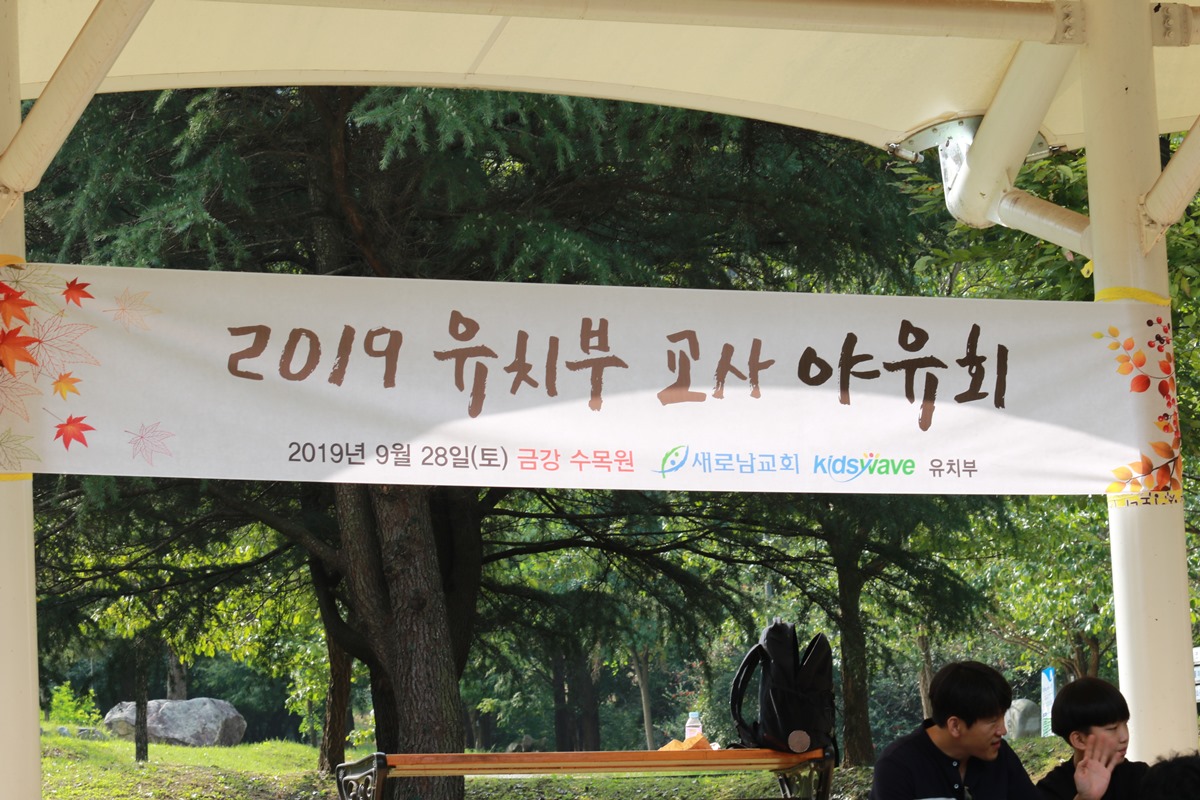 2019 유치부 교사 야유회
2019년 9월 28일(토) 금강 수목원 새로남교회 kidswave 유치부